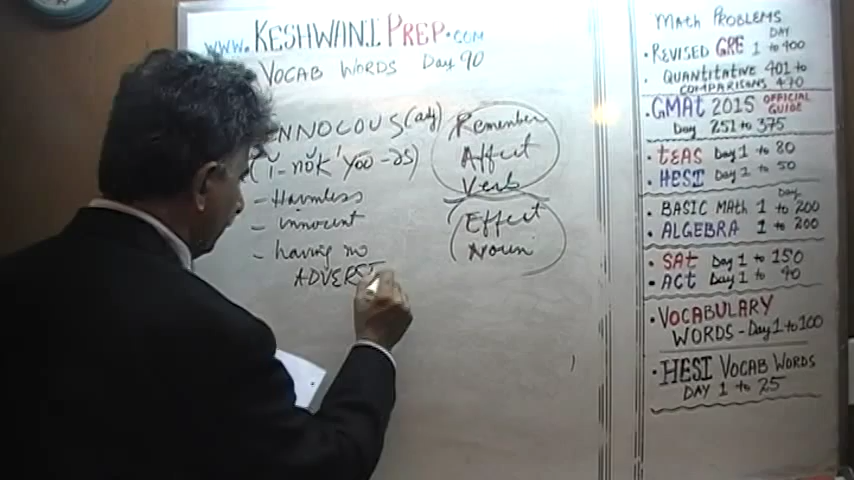 www.KESHWANI PREP.COM
VOCAB WORDS Day 90
INNOCUOUS (adj)
(ĭ-nŏk'yoo-əs)
- Harmless
- innocent
- having no
ADVERSE
Remember
Affect
Verb
Effect
Noun
MATH PROBLEMS
DAY
• REVISED GRE 1 to 400
• QUANTITATIVE 401 to
COMPARISONS 470
• GMAT 2015 OFFICIAL GUIDE
Day 251 to 375
• TEAS Day 1 to 80
• HESI Day 1 to 50
Day
• BASIC MATH 1 to 200
• ALGEBRA 1 to 200
• SAT Day 1 to 150
• ACT Day 1 to 90
• VOCABULARY
WORDS - Day 1 to 100
• HESI VOCAB WORDS
DAY 1 to 25